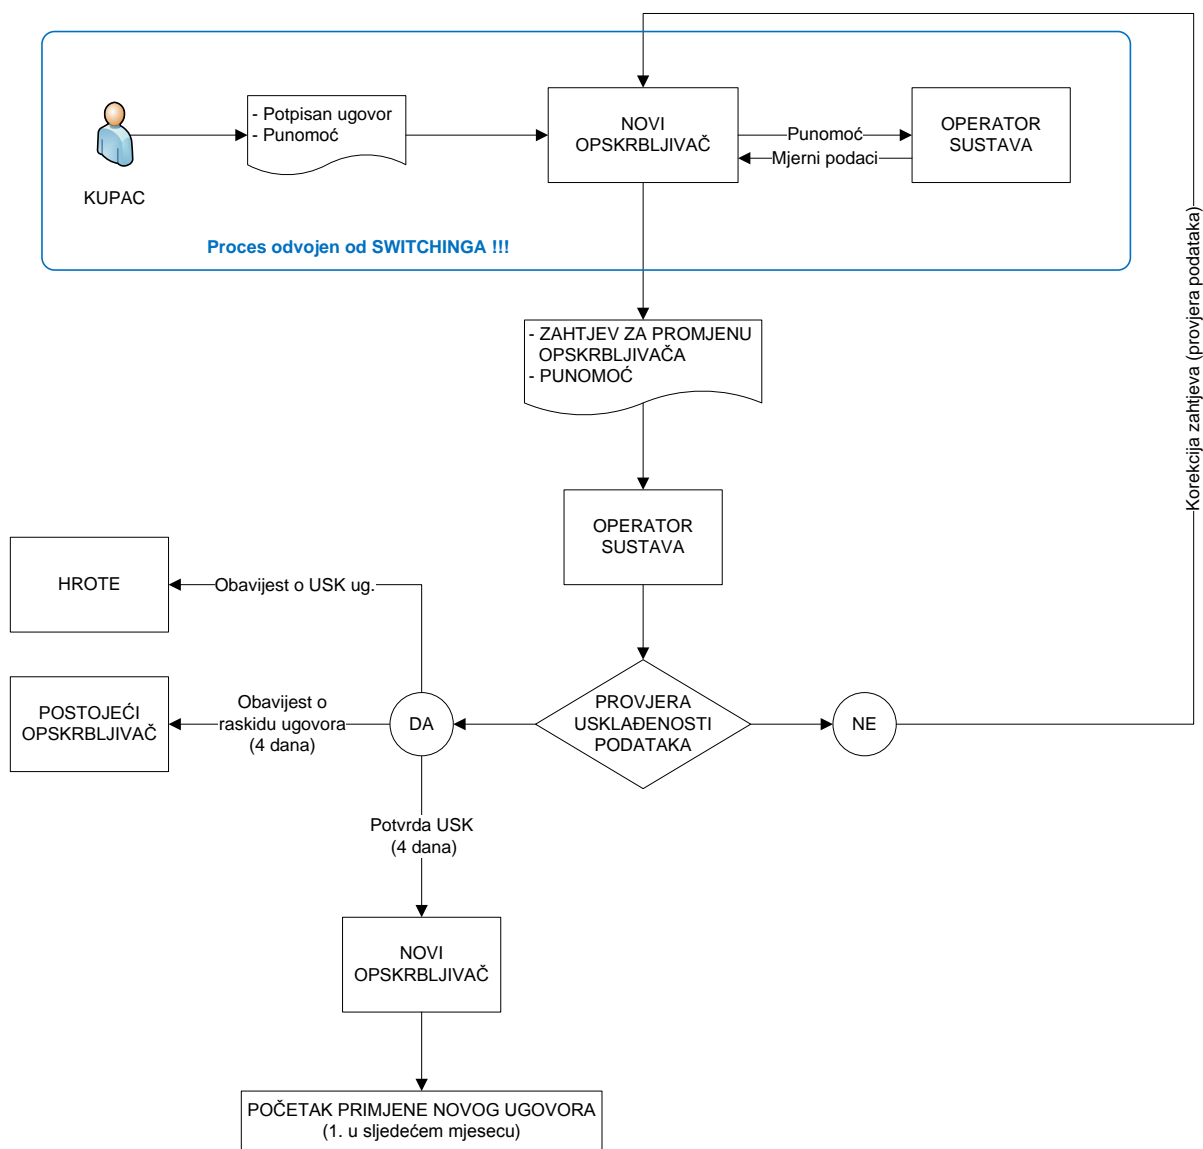 - Potpisan ugovor
- Punomoć
KUPAC
NOVI
OPSKRBLJIVAČ
Punomoć
Mjerni podaci
OPERATOR
SUSTAVA
Proces odvojen od SWITCHINGA !!!
- ZAHTJEV ZA PROMJENU
OPSKRBLJIVAČA
- PUNOMOĆ
Korekcija zahtjeva (provjera podataka)
OPERATOR
SUSTAVA
HROTE
Obavijest o USK ug.
POSTOJEĆI
OPSKRBLJIVAČ
Obavijest o
raskidu ugovora
(4 dana)
DA
PROVJERA
USKLAĐENOSTI
PODATAKA
NE
Potvrda USK
(4 dana)
NOVI
OPSKRBLJIVAČ
POČETAK PRIMJENE NOVOG UGOVORA
(1. u sljedećem mjesecu)